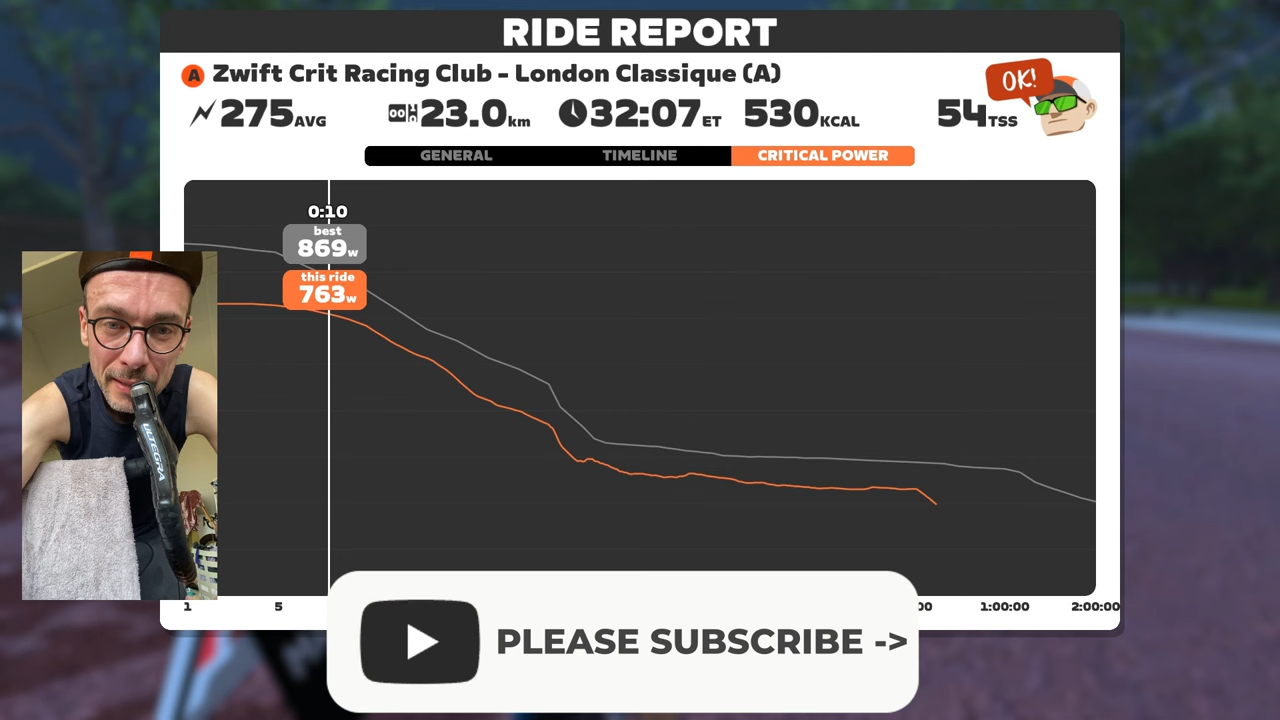 RIDE REPORT
A Zwift Crit Racing Club - London Classique (A)
OK!
275AVG 23.0km 32:07ET 530KCAL 54TSS
GENERAL TIMELINE CRITICAL POWER
0:10
best
869w
this ride
763w
ULTEGRA
1 5 00 1:00:00 2:00:00
PLEASE SUBSCRIBE ->